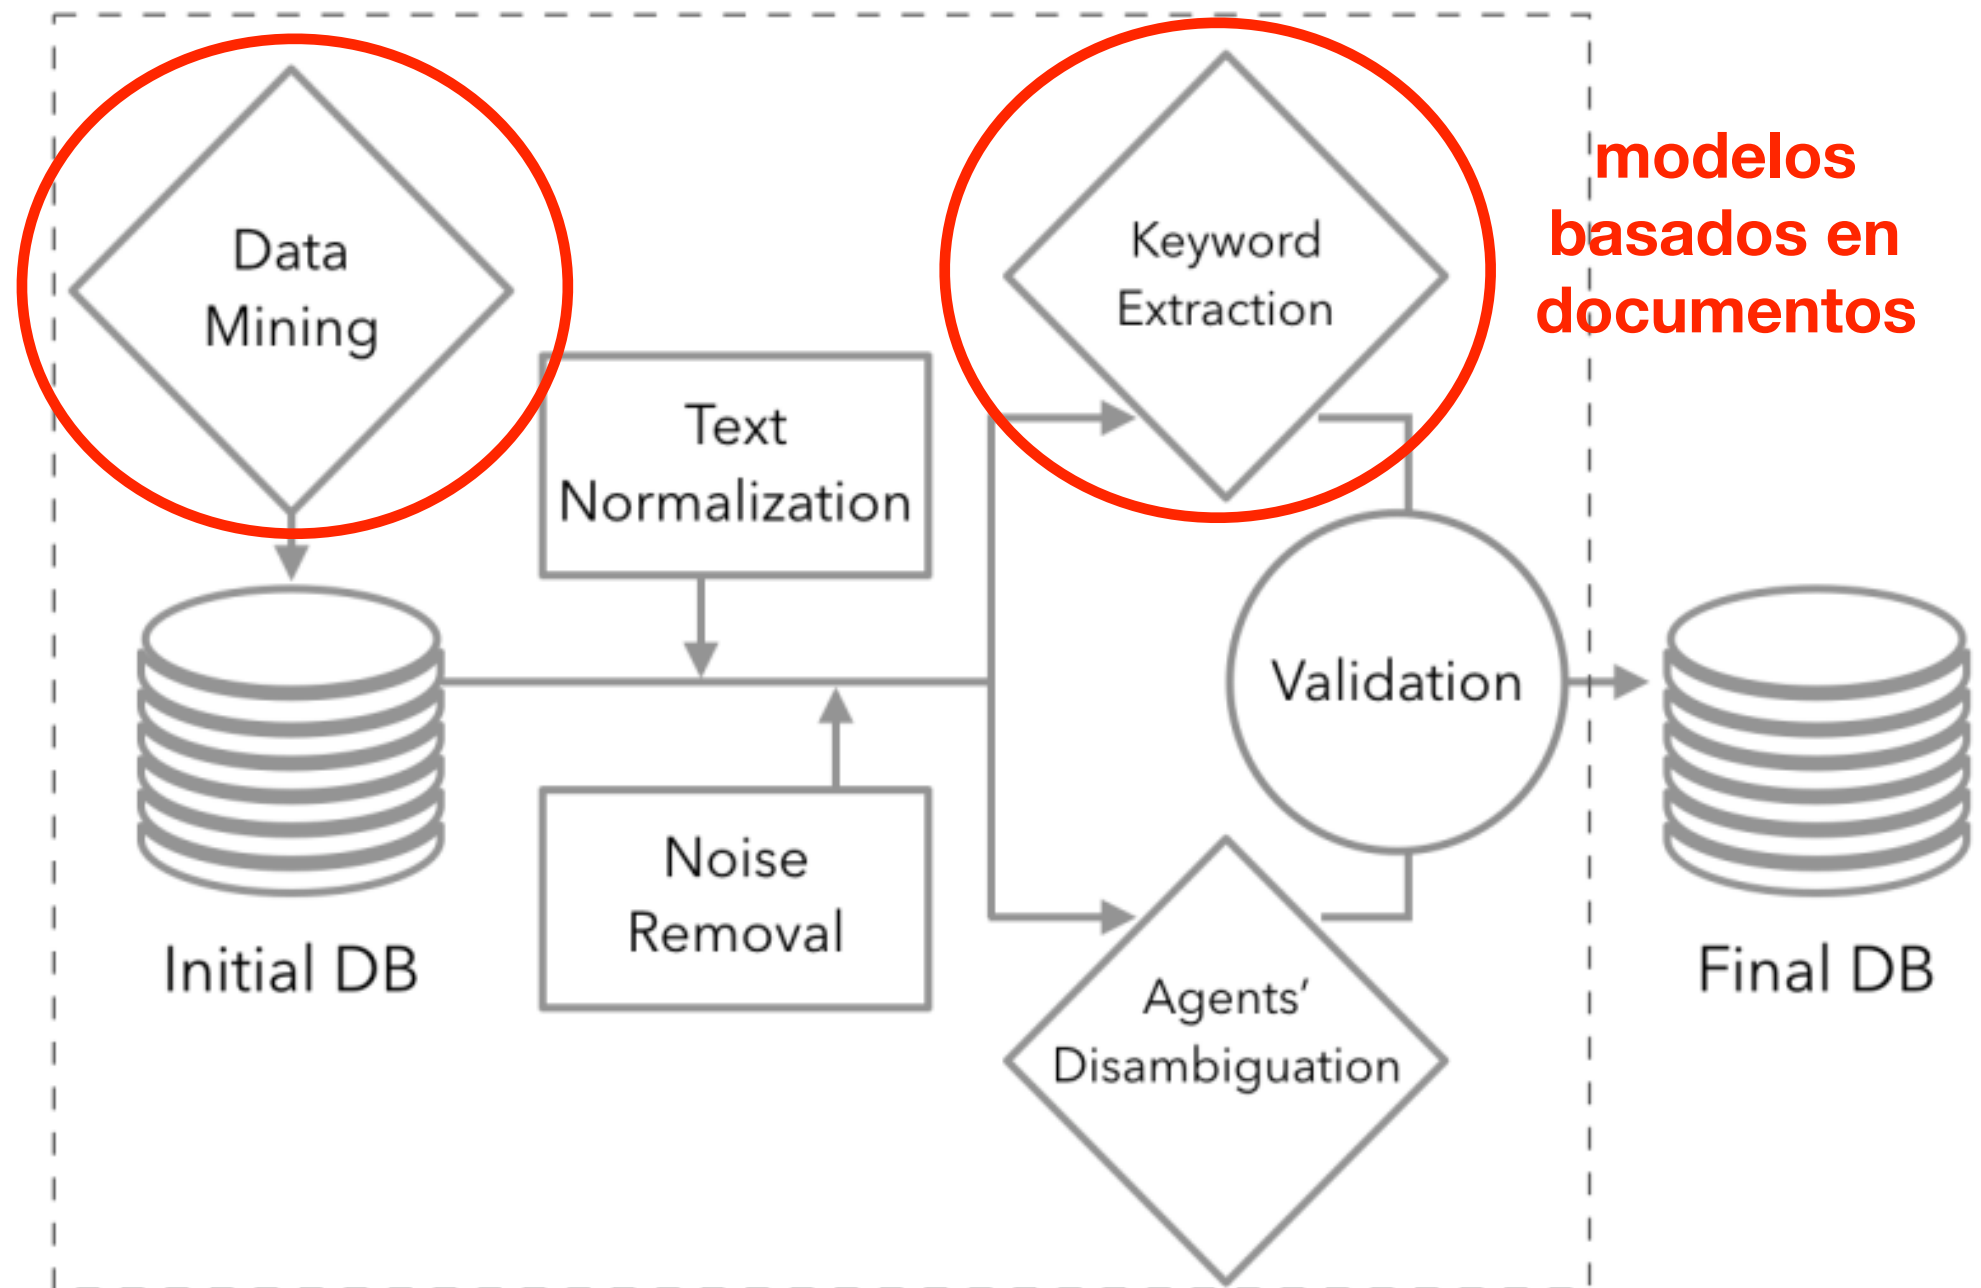 Data
Mining
Text
Normalization
Noise
Removal
Initial DB
Keyword
Extraction
modelos
basados en
documentos
Validation
Agents’
Disambiguation
Final DB